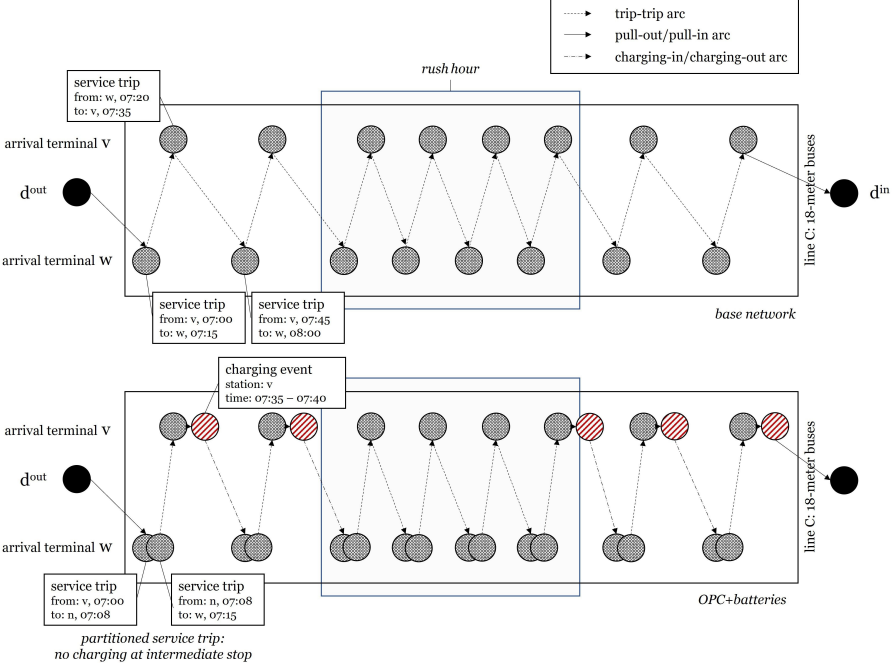 trip-trip arc
pull-out/pull-in arc
charging-in/charging-out arc
rush hour
service trip
from: w, 07:20
to: v, 07:35
arrival terminal v
d^out
d^in
arrival terminal w
line C: 18-meter buses
service trip
from: v, 07:00
to: w, 07:15
service trip
from: v, 07:45
to: w, 08:00
base network
charging event
station: v
time: 07:35 – 07:40
arrival terminal v
d^out
arrival terminal w
line C: 18-meter buses
service trip
from: v, 07:00
to: n, 07:08
service trip
from: n, 07:08
to: w, 07:15
OPC+batteries
partitioned service trip:
no charging at intermediate stop